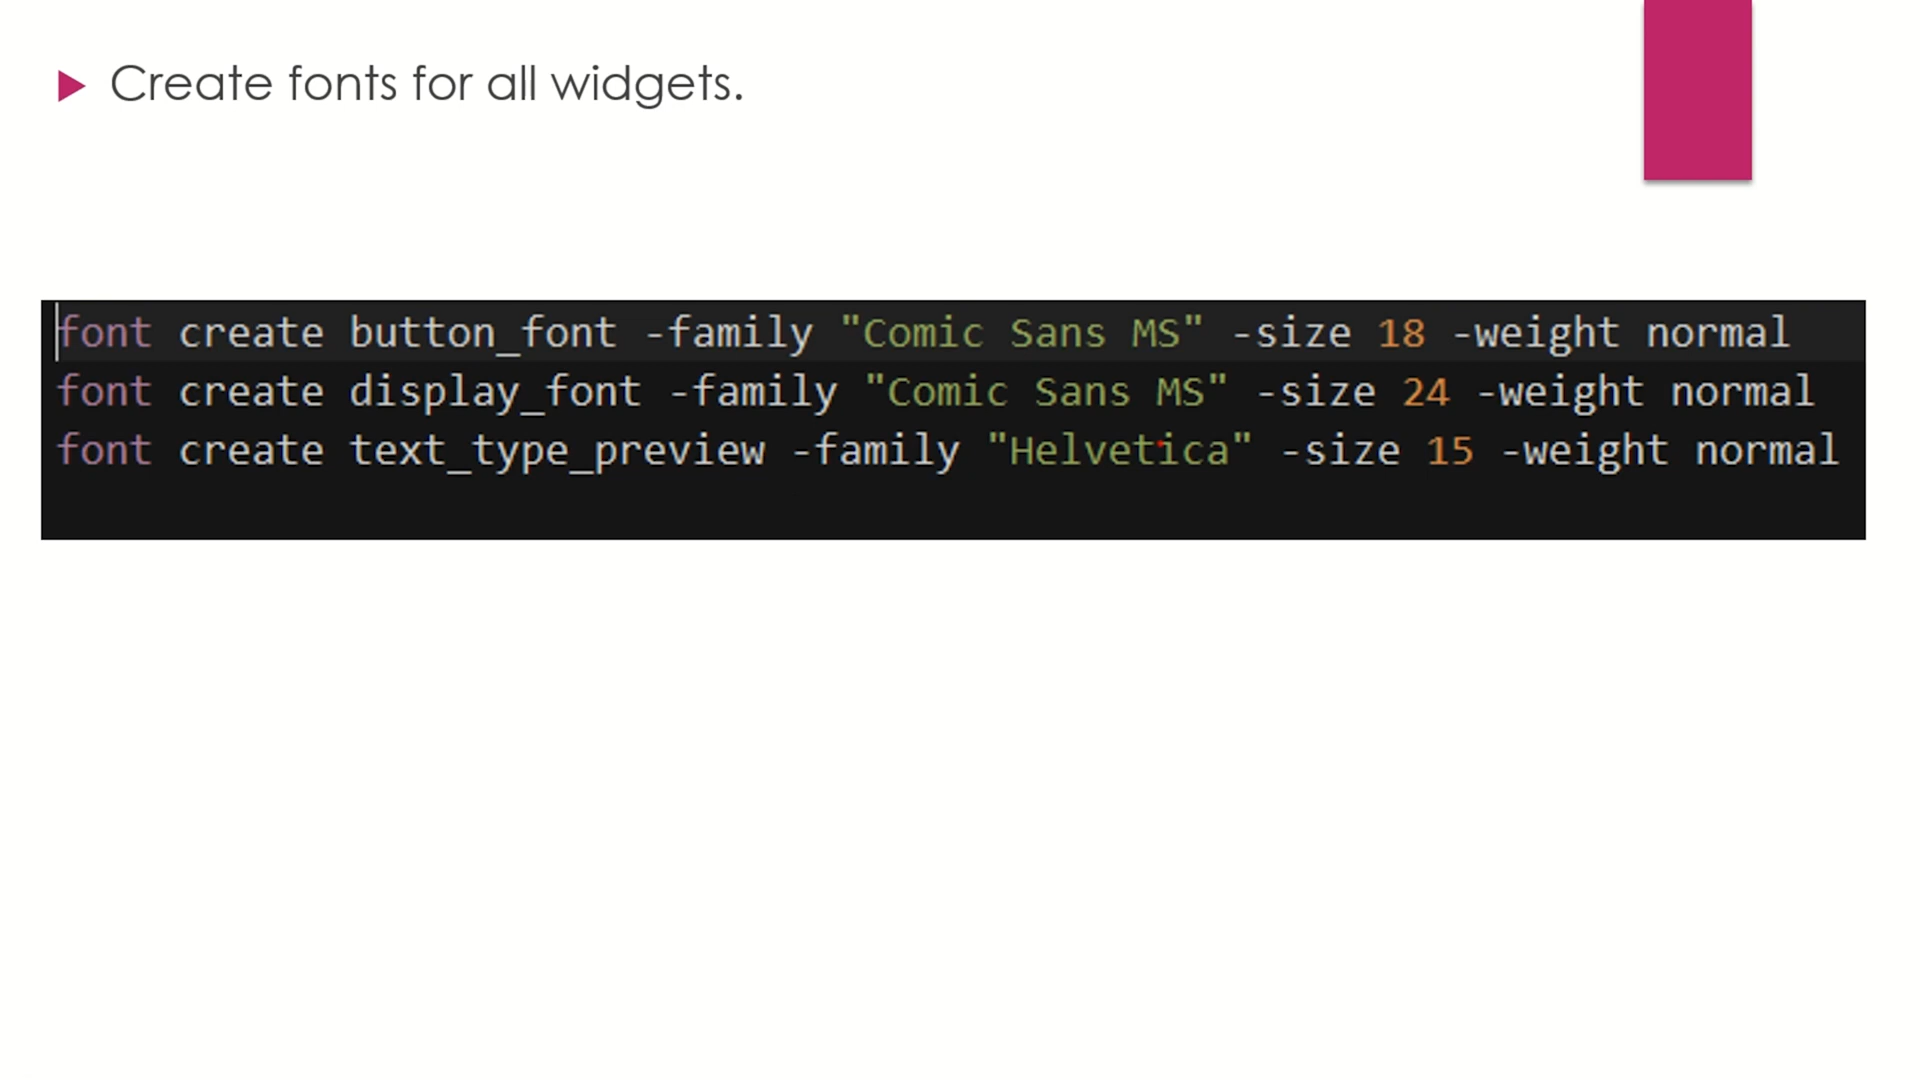 Create fonts for all widgets.
font create button_font -family "Comic Sans MS" -size 18 -weight normal
font create display_font -family "Comic Sans MS" -size 24 -weight normal
font create text_type_preview -family "Helvetica" -size 15 -weight normal